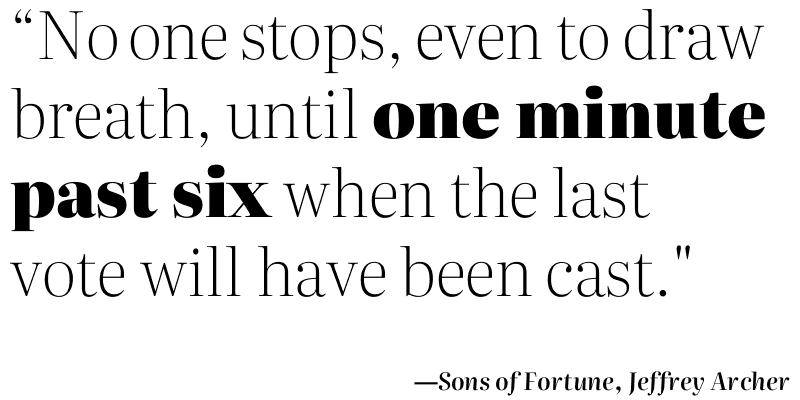 “No one stops, even to draw
breath, until one minute
past six when the last
vote will have been cast."
—Sons of Fortune, Jeffrey Archer